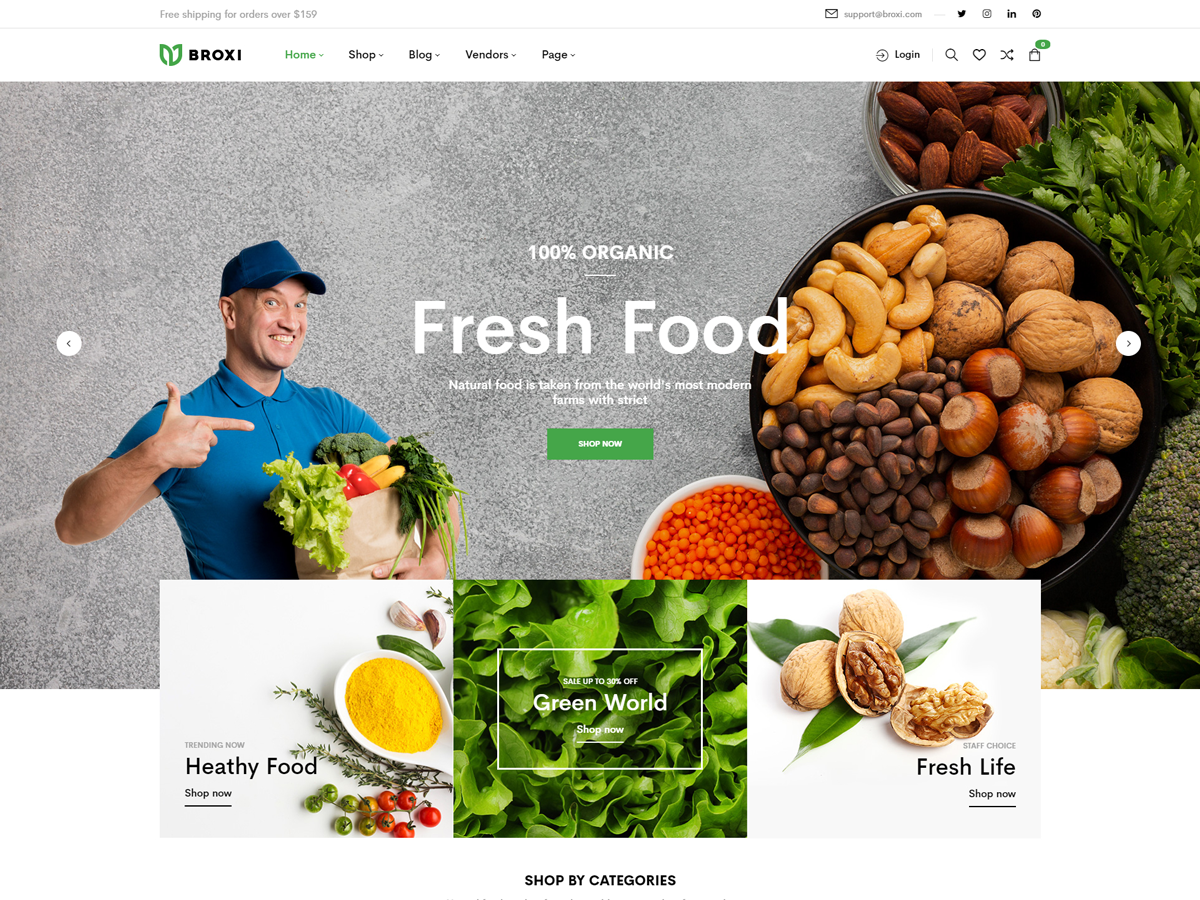 Free shipping for orders over $159
support@broxi.com
BROXI
Home
Shop
Blog
Vendors
Page
Login
0
100% ORGANIC
Fresh Food
Natural food is taken from the world's most modern
farms with strict
SHOP NOW
TRENDING NOW
Heathy Food
Shop now
SALE UP TO 30% OFF
Green World
Shop now
STAFF CHOICE
Fresh Life
Shop now
SHOP BY CATEGORIES